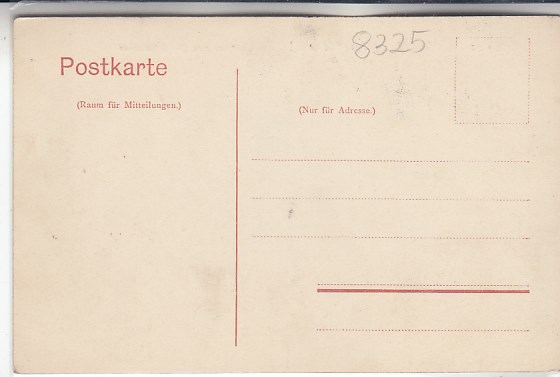 8325
Postkarte
(Raum für Mitteilungen.)
(Nur für Adresse.)